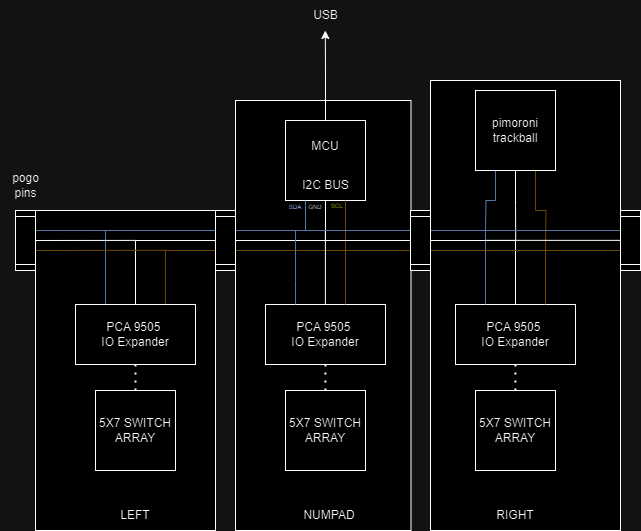 USB
pimoroni
trackball
MCU
I2C BUS
SDA
GND
SCL
pogo
pins
PCA 9505
IO Expander
PCA 9505
IO Expander
PCA 9505
IO Expander
5X7 SWITCH
ARRAY
5X7 SWITCH
ARRAY
5X7 SWITCH
ARRAY
LEFT
NUMPAD
RIGHT